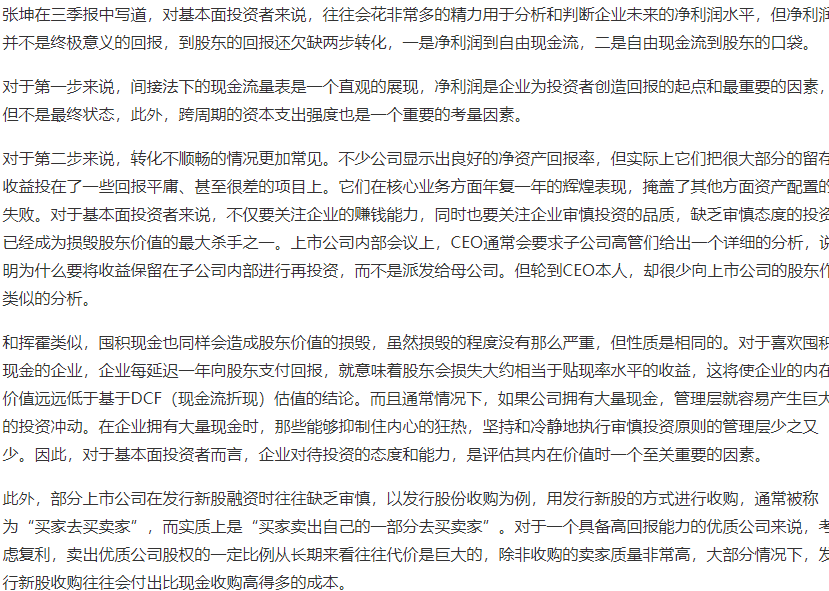 张坤在三季报中写道，对基本面投资者来说，往往会花非常多的精力用于分析和判断企业未来的净利润水平，但净利润
并不是终极意义的回报，到股东的回报还欠缺两步转化，一是净利润到自由现金流，二是自由现金流到股东的口袋。
对于第一步来说，间接法下的现金流量表是一个直观的展现，净利润是企业为投资者创造回报的起点和最重要的因素，
但不是最终状态，此外，跨周期的资本支出强度也是一个重要的考量因素。
对于第二步来说，转化不顺畅的情况更加常见。不少公司显示出良好的净资产回报率，但实际上它们把很大部分的留存
收益投在了一些回报平庸、甚至很差的项目上。它们在核心业务方面年复一年的辉煌表现，掩盖了其他方面资产配置的
失败。对于基本面投资者来说，不仅要关注企业的赚钱能力，同时也要关注企业审慎投资的品质，缺乏审慎态度的投资
已经成为损毁股东价值的最大杀手之一。上市公司内部会议上，CEO通常会要求子公司高管们给出一个详细的分析，说
明为什么要将收益保留在子公司内部进行再投资，而不是派发给母公司。但轮到CEO本人，却很少向上市公司的股东作
类似的分析。
和挥霍类似，囤积现金也同样会造成股东价值的损毁，虽然损毁的程度没有那么严重，但性质是相同的。对于喜欢囤积
现金的企业，企业每延迟一年向股东支付回报，就意味着股东会损失大约相当于贴现率水平的收益，这将使企业的内在
价值远远低于基于DCF（现金流折现）估值的结论。而且通常情况下，如果公司拥有大量现金，管理层就容易产生巨大
的投资冲动。在企业拥有大量现金时，那些能够抑制住内心的狂热，坚持和冷静地执行审慎投资原则的管理层少之又
少。因此，对于基本面投资者而言，企业对待投资的态度和能力，是评估其内在价值时一个至关重要的因素。
此外，部分上市公司在发行新股融资时往往缺乏审慎，以发行股份收购为例，用发行新股的方式进行收购，通常被称
为“买家去买卖家”，而实质上是“买家卖出自己的一部分去买卖家”。对于一个具备高回报能力的优质公司来说，考
虑复利，卖出优质公司股权的一定比例从长期来看往往代价是巨大的，除非收购的卖家质量非常高，大部分情况下，发
行新股收购往往会付出比现金收购高得多的成本。